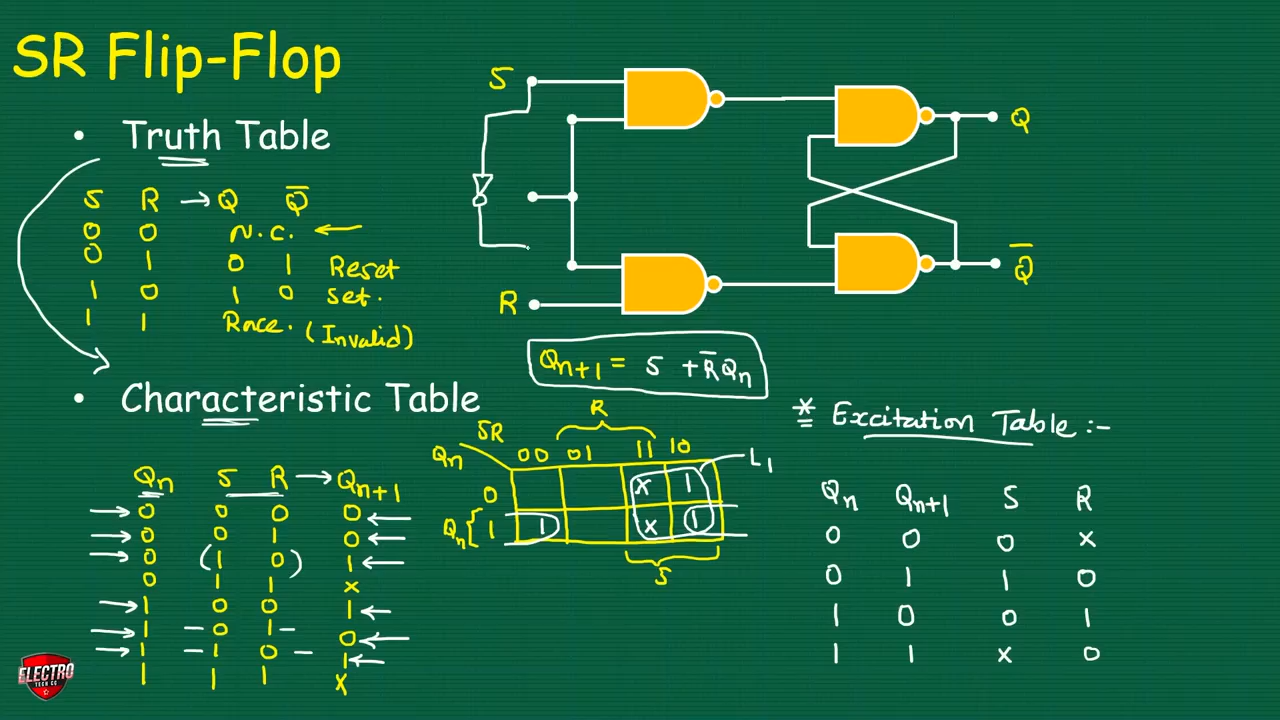 SR Flip-Flop
• Truth Table
S R → Q Q̅
0 0 N.C. ←
0 1 0 1 Reset
1 0 1 0 Set.
1 1 Race. (Invalid)
S
R
Q
Q̅
Qn+1 = S + R̅Qn
• Characteristic Table
Qn S R → Qn+1
0 0 0 0
0 0 1 0
0 (1 0) 1
0 1 1 x
1 0 0 1
1 0 1 0
1 1 0 1
1 1 1 x
R
SR
Qn 00 01 11 10
0 x 1
Qn { 1 1 x 1
S
L1
* Excitation Table :-
Qn Qn+1 S R
0 0 0 x
0 1 1 0
1 0 0 1
1 1 x 0
ELECTRO
TECH CC